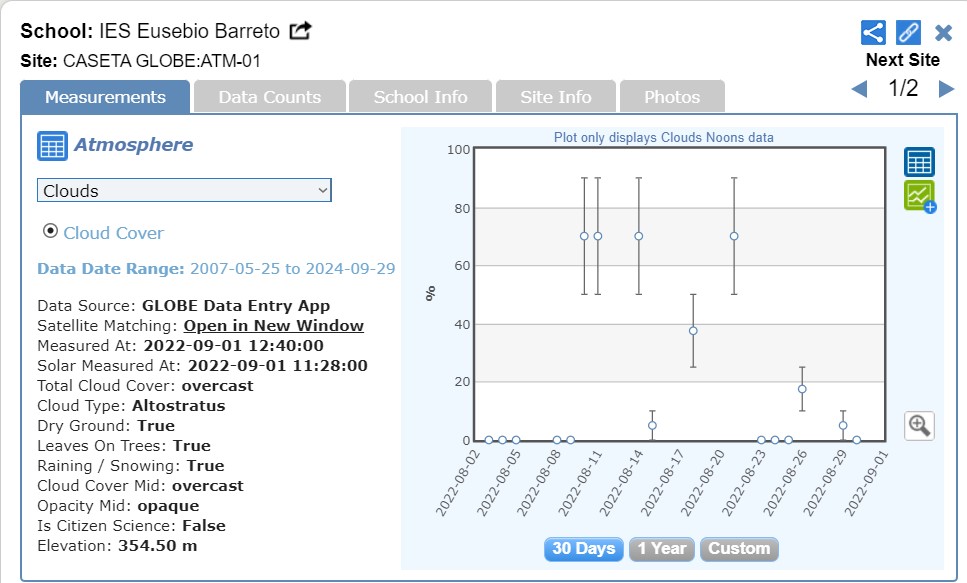 School: IES Eusebio Barreto
Site: CASETA GLOBE:ATM-01
Next Site
1/2
Measurements
Data Counts
School Info
Site Info
Photos
Atmosphere
Clouds
Cloud Cover
Data Date Range: 2007-05-25 to 2024-09-29
Data Source: GLOBE Data Entry App
Satellite Matching: Open in New Window
Measured At: 2022-09-01 12:40:00
Solar Measured At: 2022-09-01 11:28:00
Total Cloud Cover: overcast
Cloud Type: Altostratus
Dry Ground: True
Leaves On Trees: True
Raining / Snowing: True
Cloud Cover Mid: overcast
Opacity Mid: opaque
Is Citizen Science: False
Elevation: 354.50 m
Plot only displays Clouds Noons data
100
80
60
40
20
0
%
2022-08-02
2022-08-05
2022-08-08
2022-08-11
2022-08-14
2022-08-17
2022-08-20
2022-08-23
2022-08-26
2022-08-29
2022-09-01
30 Days
1 Year
Custom